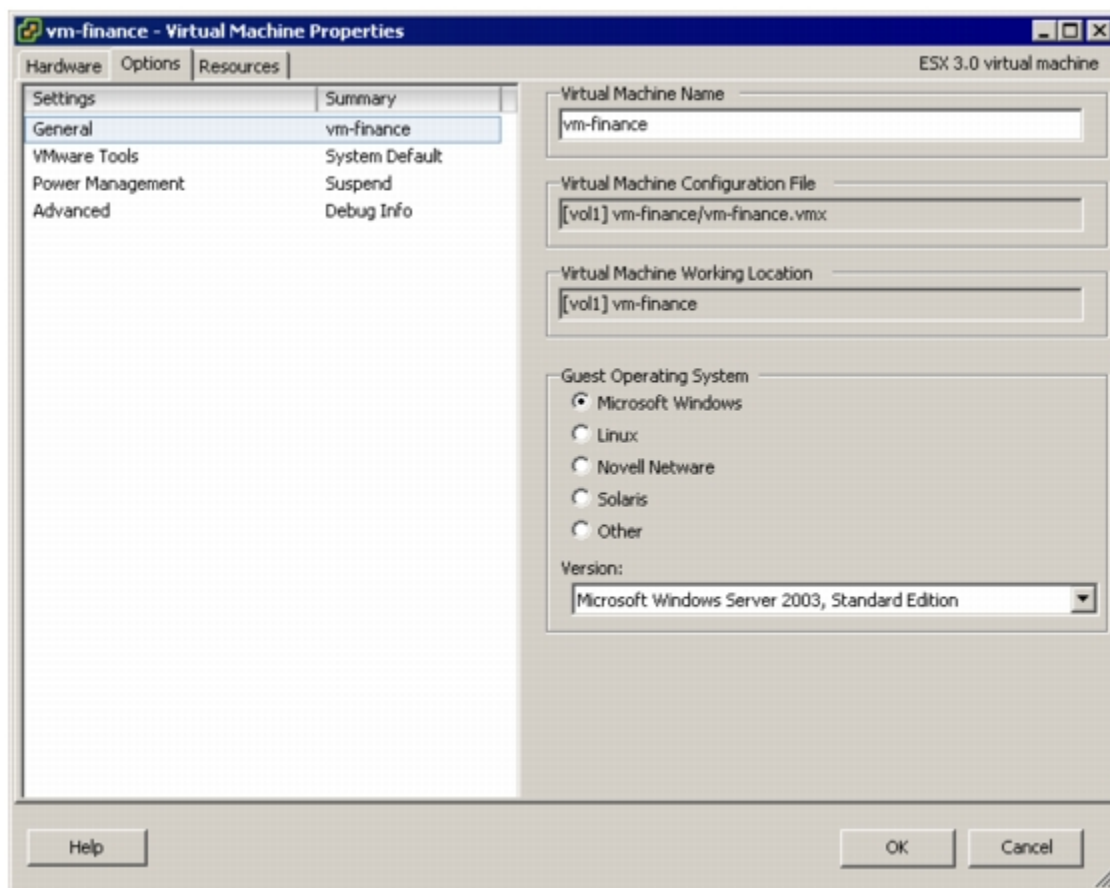 vm-finance - Virtual Machine Properties
Hardware Options Resources ESX 3.0 virtual machine
Settings Summary
General vm-finance
VMware Tools System Default
Power Management Suspend
Advanced Debug Info
Virtual Machine Name
vm-finance
Virtual Machine Configuration File
[vol1] vm-finance/vm-finance.vmx
Virtual Machine Working Location
[vol1] vm-finance
Guest Operating System
Microsoft Windows
Linux
Novell Netware
Solaris
Other
Version:
Microsoft Windows Server 2003, Standard Edition
Help OK Cancel